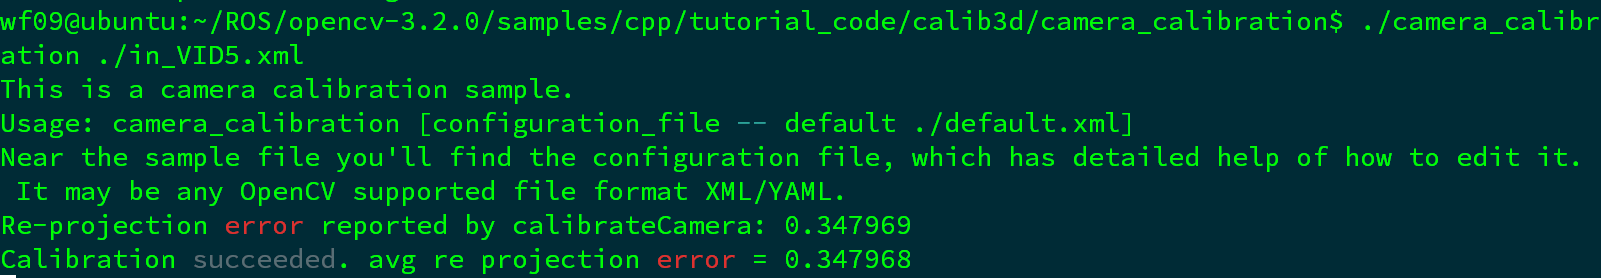 wf09@ubuntu:~/ROS/opencv-3.2.0/samples/cpp/tutorial_code/calib3d/camera_calibration$ ./camera_calibr
ation ./in_VID5.xml
This is a camera calibration sample.
Usage: camera_calibration [configuration_file -- default ./default.xml]
Near the sample file you'll find the configuration file, which has detailed help of how to edit it.
 It may be any OpenCV supported file format XML/YAML.
Re-projection error reported by calibrateCamera: 0.347969
Calibration succeeded. avg re projection error = 0.347968